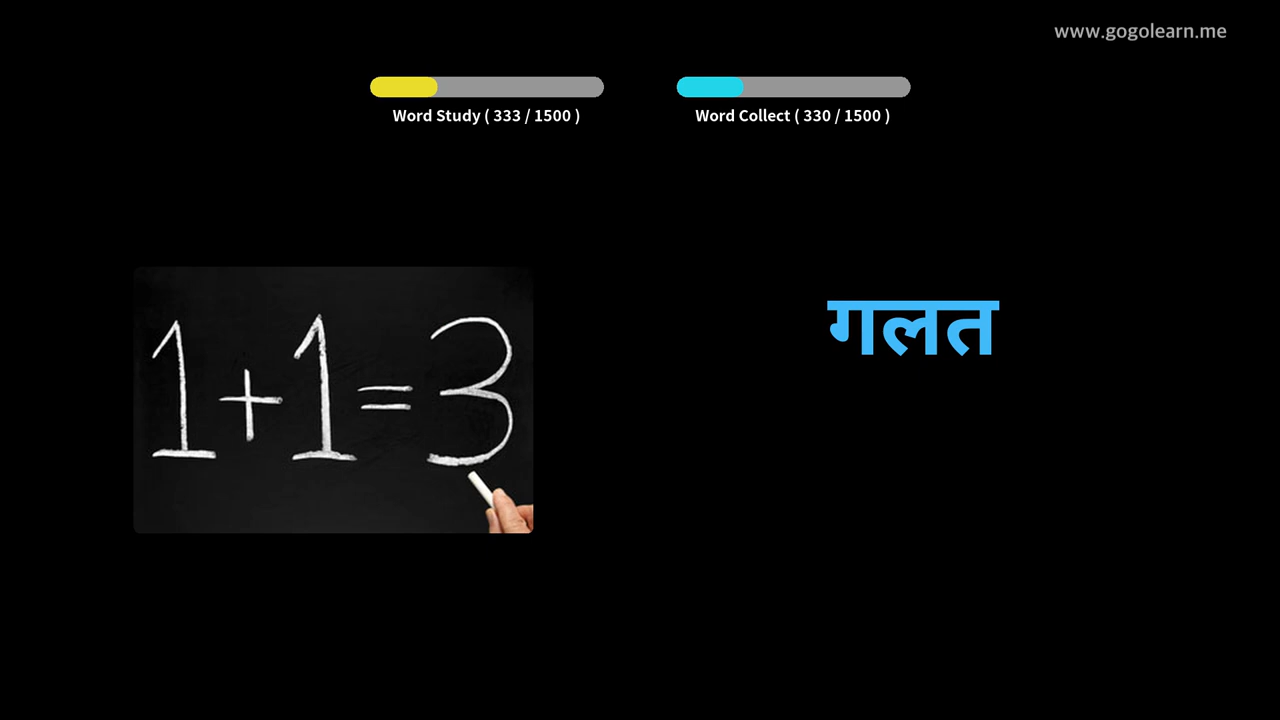 www.gogolearn.me
Word Study ( 333 / 1500 )
Word Collect ( 330 / 1500 )
1+1=3
गलत